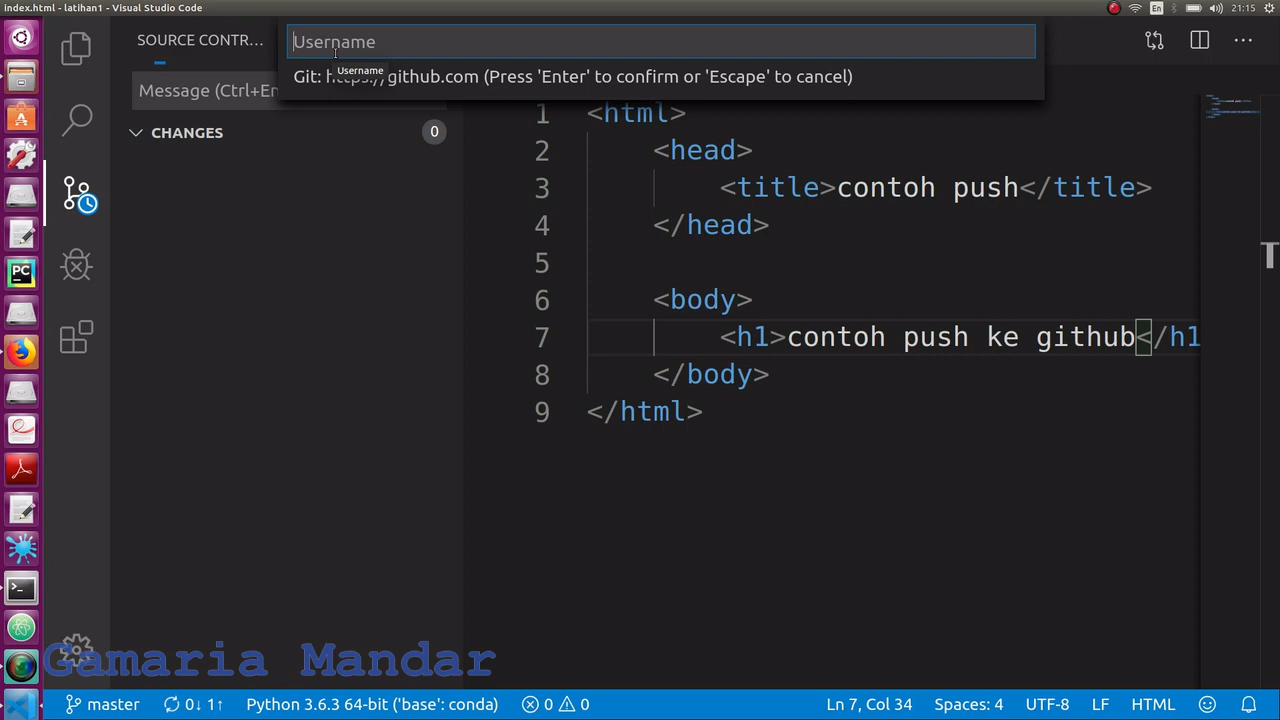 index.html - latihan1 - Visual Studio Code
En
21:15
SOURCE CONTR...
Username
Username
Git: https://github.com (Press 'Enter' to confirm or 'Escape' to cancel)
Message (Ctrl+En
CHANGES
0
1 <html>
2 <head>
3 <title>contoh push</title>
4 </head>
5
6 <body>
7 <h1>contoh push ke github</h1
8 </body>
9 </html>
PC
T
Gamaria Mandar
master
0↓ 1↑
Python 3.6.3 64-bit ('base': conda)
0
0
Ln 7, Col 34
Spaces: 4
UTF-8
LF
HTML